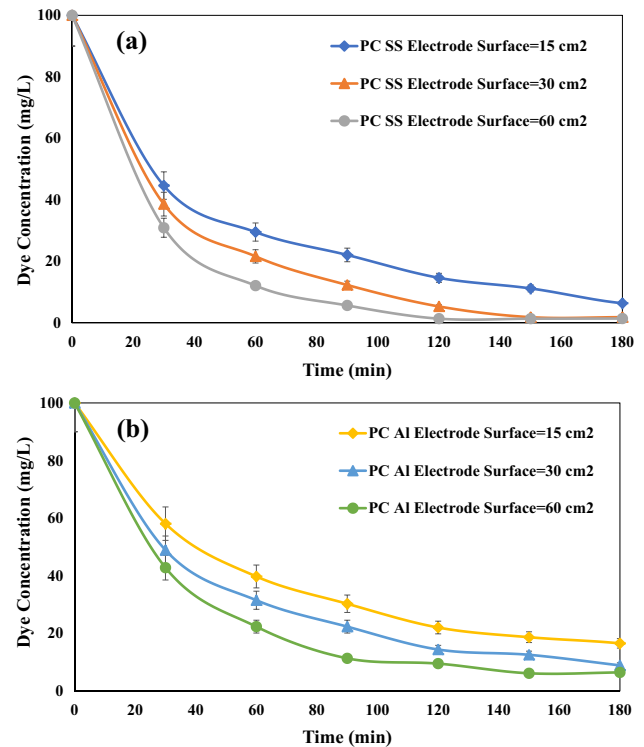 (a)
PC SS Electrode Surface=15 cm2
PC SS Electrode Surface=30 cm2
PC SS Electrode Surface=60 cm2
Dye Concentration (mg/L)
100
80
60
40
20
0
0 20 40 60 80 100 120 140 160 180
Time (min)
(b)
PC Al Electrode Surface=15 cm2
PC Al Electrode Surface=30 cm2
PC Al Electrode Surface=60 cm2
Dye Concentration (mg/L)
100
80
60
40
20
0
0 20 40 60 80 100 120 140 160 180
Time (min)